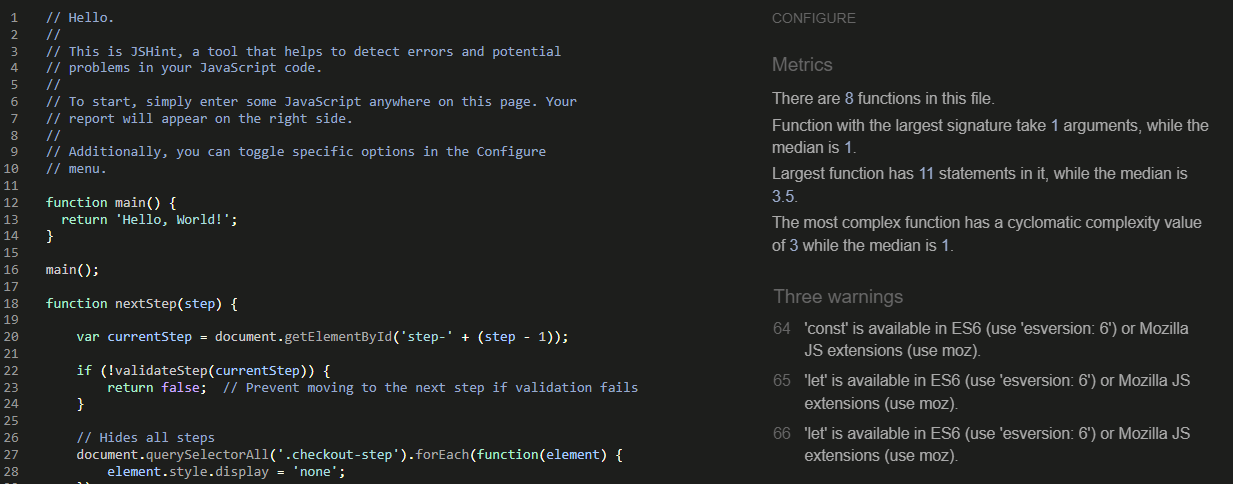 1 // Hello.
2 //
3 // This is JSHint, a tool that helps to detect errors and potential
4 // problems in your JavaScript code.
5 //
6 // To start, simply enter some JavaScript anywhere on this page. Your
7 // report will appear on the right side.
8 //
9 // Additionally, you can toggle specific options in the Configure
10 // menu.
11
12 function main() {
13   return 'Hello, World!';
14 }
15
16 main();
17
18 function nextStep(step) {
19
20     var currentStep = document.getElementById('step-' + (step - 1));
21
22     if (!validateStep(currentStep)) {
23         return false;  // Prevent moving to the next step if validation fails
24     }
25
26     // Hides all steps
27     document.querySelectorAll('.checkout-step').forEach(function(element) {
28         element.style.display = 'none';
CONFIGURE
Metrics
There are 8 functions in this file.
Function with the largest signature take 1 arguments, while the
median is 1.
Largest function has 11 statements in it, while the median is
3.5.
The most complex function has a cyclomatic complexity value
of 3 while the median is 1.
Three warnings
64 'const' is available in ES6 (use 'esversion: 6') or Mozilla
JS extensions (use moz).
65 'let' is available in ES6 (use 'esversion: 6') or Mozilla JS
extensions (use moz).
66 'let' is available in ES6 (use 'esversion: 6') or Mozilla JS
extensions (use moz).